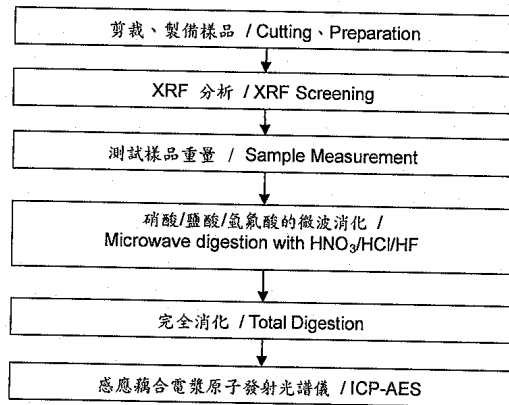 剪裁、製備樣品 / Cutting、Preparation
XRF 分析 / XRF Screening
測試樣品重量 / Sample Measurement
硝酸/鹽酸/氫氟酸的微波消化 /
Microwave digestion with HNO₃/HCl/HF
完全消化 / Total Digestion
感應藕合電漿原子發射光譜儀 / ICP-AES